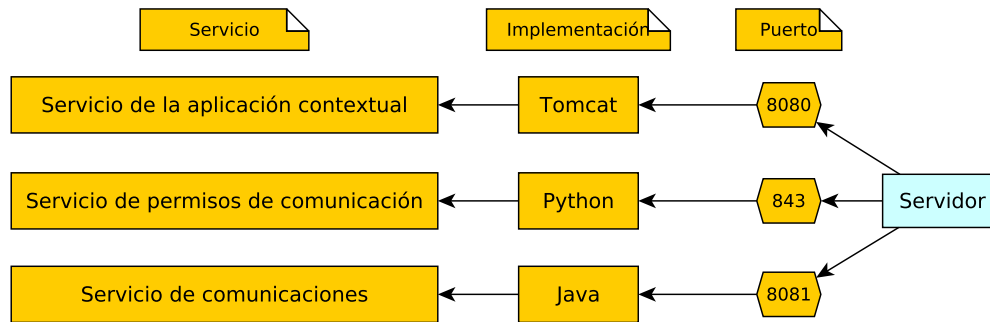 Servicio
Implementación
Puerto
Servicio de la aplicación contextual
Tomcat
8080
Servicio de permisos de comunicación
Python
843
Servidor
Servicio de comunicaciones
Java
8081